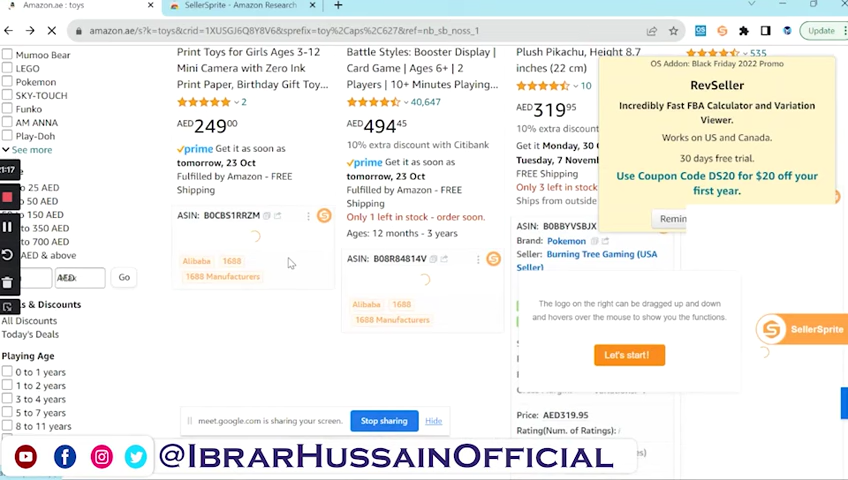 Amazon.ae : toys
SellerSprite - Amazon Research
amazon.ae/s?k=toys&crid=1XUSGJ6Q8Y8V6&sprefix=toy%2Caps%2C627&ref=nb_sb_noss_1
Update
Mumoo Bear
LEGO
Pokemon
SKY-TOUCH
Funko
AM ANNA
Play-Doh
See more
to 25 AED
to 50 AED
to 150 AED
to 350 AED
to 700 AED
AED & above
AED
Go
All Discounts
Today's Deals
Playing Age
0 to 1 years
1 to 2 years
3 to 4 years
5 to 7 years
8 to 11 years
Print Toys for Girls Ages 3-12
Mini Camera with Zero Ink
Print Paper, Birthday Gift Toy...
2
AED 249 00
prime Get it as soon as
tomorrow, 23 Oct
Fulfilled by Amazon - FREE
Shipping
ASIN: B0CBS1RRZM
Alibaba 1688
1688 Manufacturers
Battle Styles: Booster Display |
Card Game | Ages 6+ | 2
Players | 10+ Minutes Playing...
40,647
AED 494 45
10% extra discount with Citibank
prime Get it as soon as
tomorrow, 23 Oct
Fulfilled by Amazon - FREE
Shipping
Only 1 left in stock - order soon.
Ages: 12 months - 3 years
ASIN: B08R84814V
Alibaba 1688
1688 Manufacturers
Plush Pikachu, Height 8.7
inches (22 cm)
10
AED 319 95
10% extra discount
Get it Monday, 30
Tuesday, 7 Novem
FREE Shipping
Only 3 left in stock
Ships from outside
ASIN: B0BBYVSBJX
Brand: Pokemon
Seller: Burning Tree Gaming (USA
Seller)
Price: AED319.95
Rating(Num. of Ratings): /
535
OS Addon: Black Friday 2022 Promo
RevSeller
Incredibly Fast FBA Calculator and Variation
Viewer.
Works on US and Canada.
30 days free trial.
Use Coupon Code DS20 for $20 off your
first year.
Remin
The logo on the right can be dragged up and down
and hovers over the mouse to show you the functions.
Let's start!
SellerSprite
meet.google.com is sharing your screen.
Stop sharing
Hide
@IbrarHussainOfficial